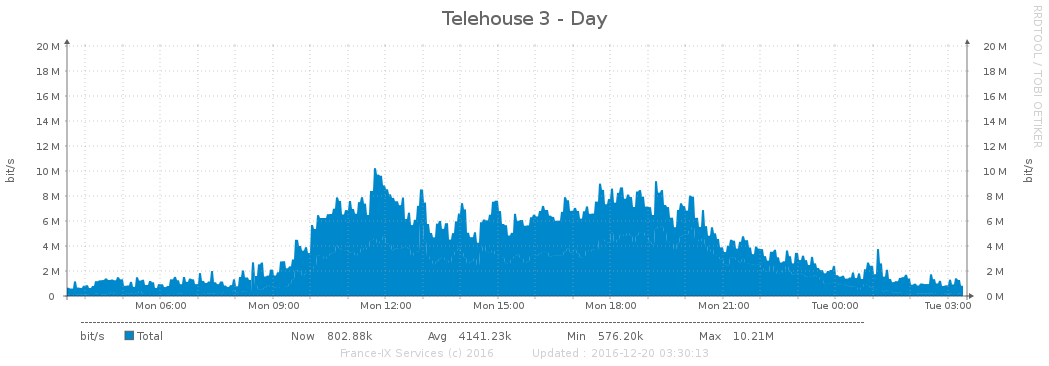 Telehouse 3 - Day
RRDTOOL / TOBI OETIKER
bit/s
20 M 20 M
18 M 18 M
16 M 16 M
14 M 14 M
12 M 12 M
10 M 10 M
8 M 8 M
6 M 6 M
4 M 4 M
2 M 2 M
0 0 M
bit/s
Mon 06:00 Mon 09:00 Mon 12:00 Mon 15:00 Mon 18:00 Mon 21:00 Tue 00:00 Tue 03:00
bit/s Total Now 802.88k Avg 4141.23k Min 576.20k Max 10.21M
France-IX Services (c) 2016 Updated : 2016-12-20 03:30:13